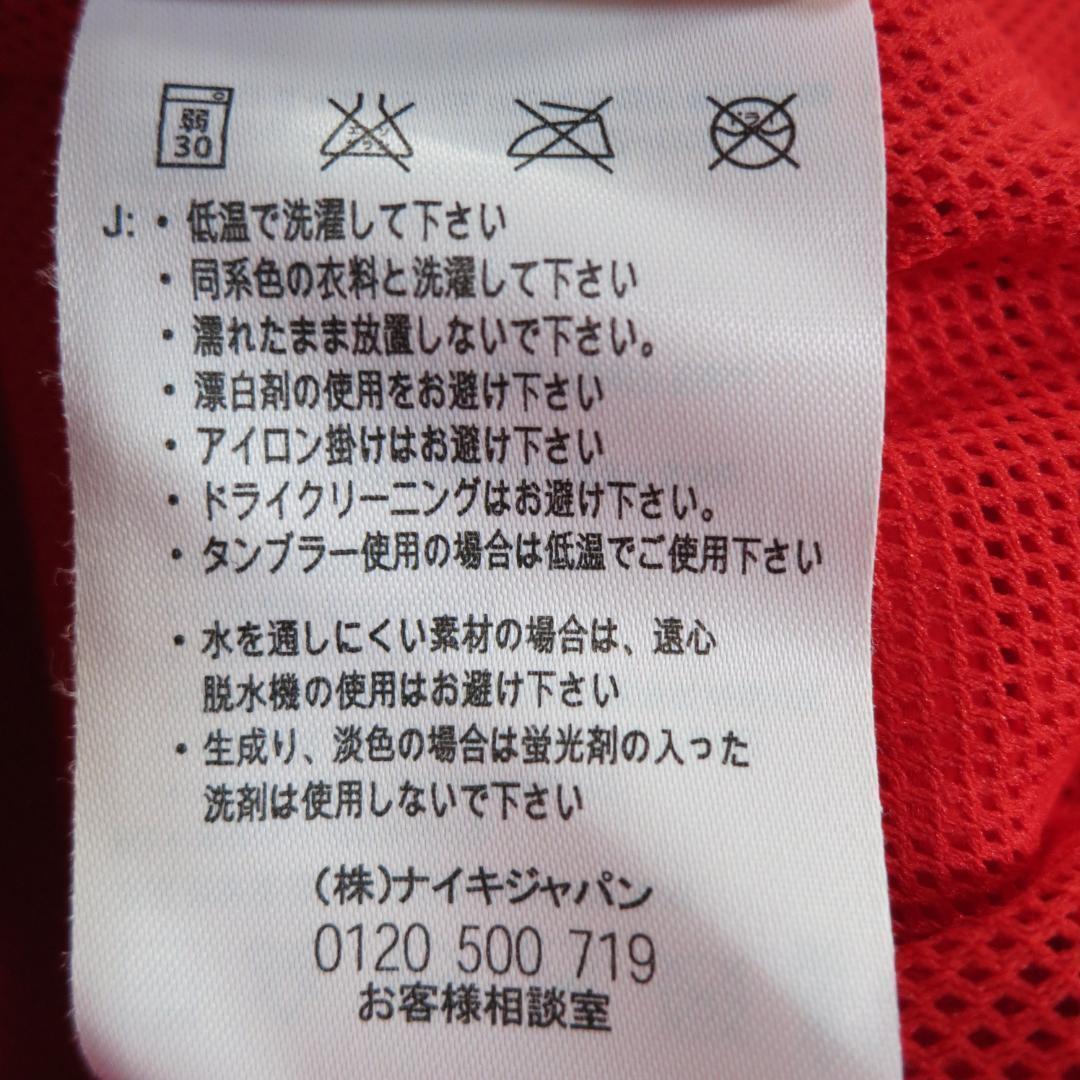 弱
30
エンソ
サラシ
ドライ
J: ・ 低温で洗濯して下さい
・ 同系色の衣料と洗濯して下さい
・ 濡れたまま放置しないで下さい。
・ 漂白剤の使用をお避け下さい
・ アイロン掛けはお避け下さい
・ ドライクリーニングはお避け下さい。
・ タンブラー使用の場合は低温でご使用下さい
・ 水を通しにくい素材の場合は、遠心
脱水機の使用はお避け下さい
・ 生成り、淡色の場合は蛍光剤の入った
洗剤は使用しないで下さい
(株)ナイキジャパン
0120 500 719
お客様相談室